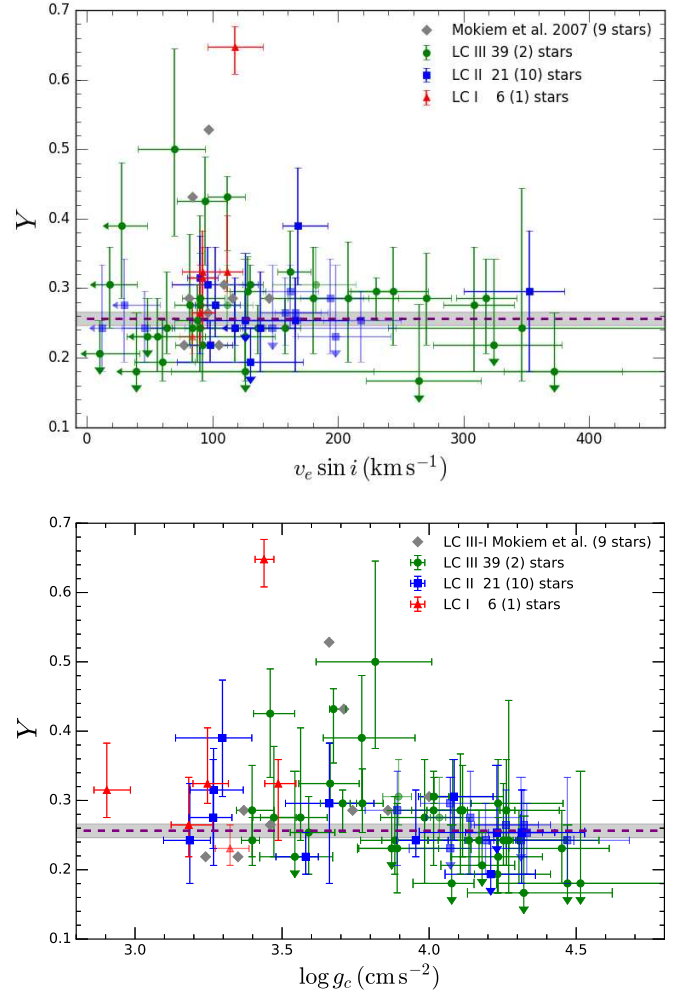 0.7
0.6
0.5
0.4
0.3
0.2
0.1
Y
Mokiem et al. 2007 (9 stars)
LC III 39 (2) stars
LC II 21 (10) stars
LC I 6 (1) stars
0 100 200 300 400
v_e sin i (km s⁻¹)
0.7
0.6
0.5
0.4
0.3
0.2
0.1
Y
LC III-I Mokiem et al. (9 stars)
LC III 39 (2) stars
LC II 21 (10) stars
LC I 6 (1) stars
3.0 3.5 4.0 4.5
log g_c (cm s⁻²)